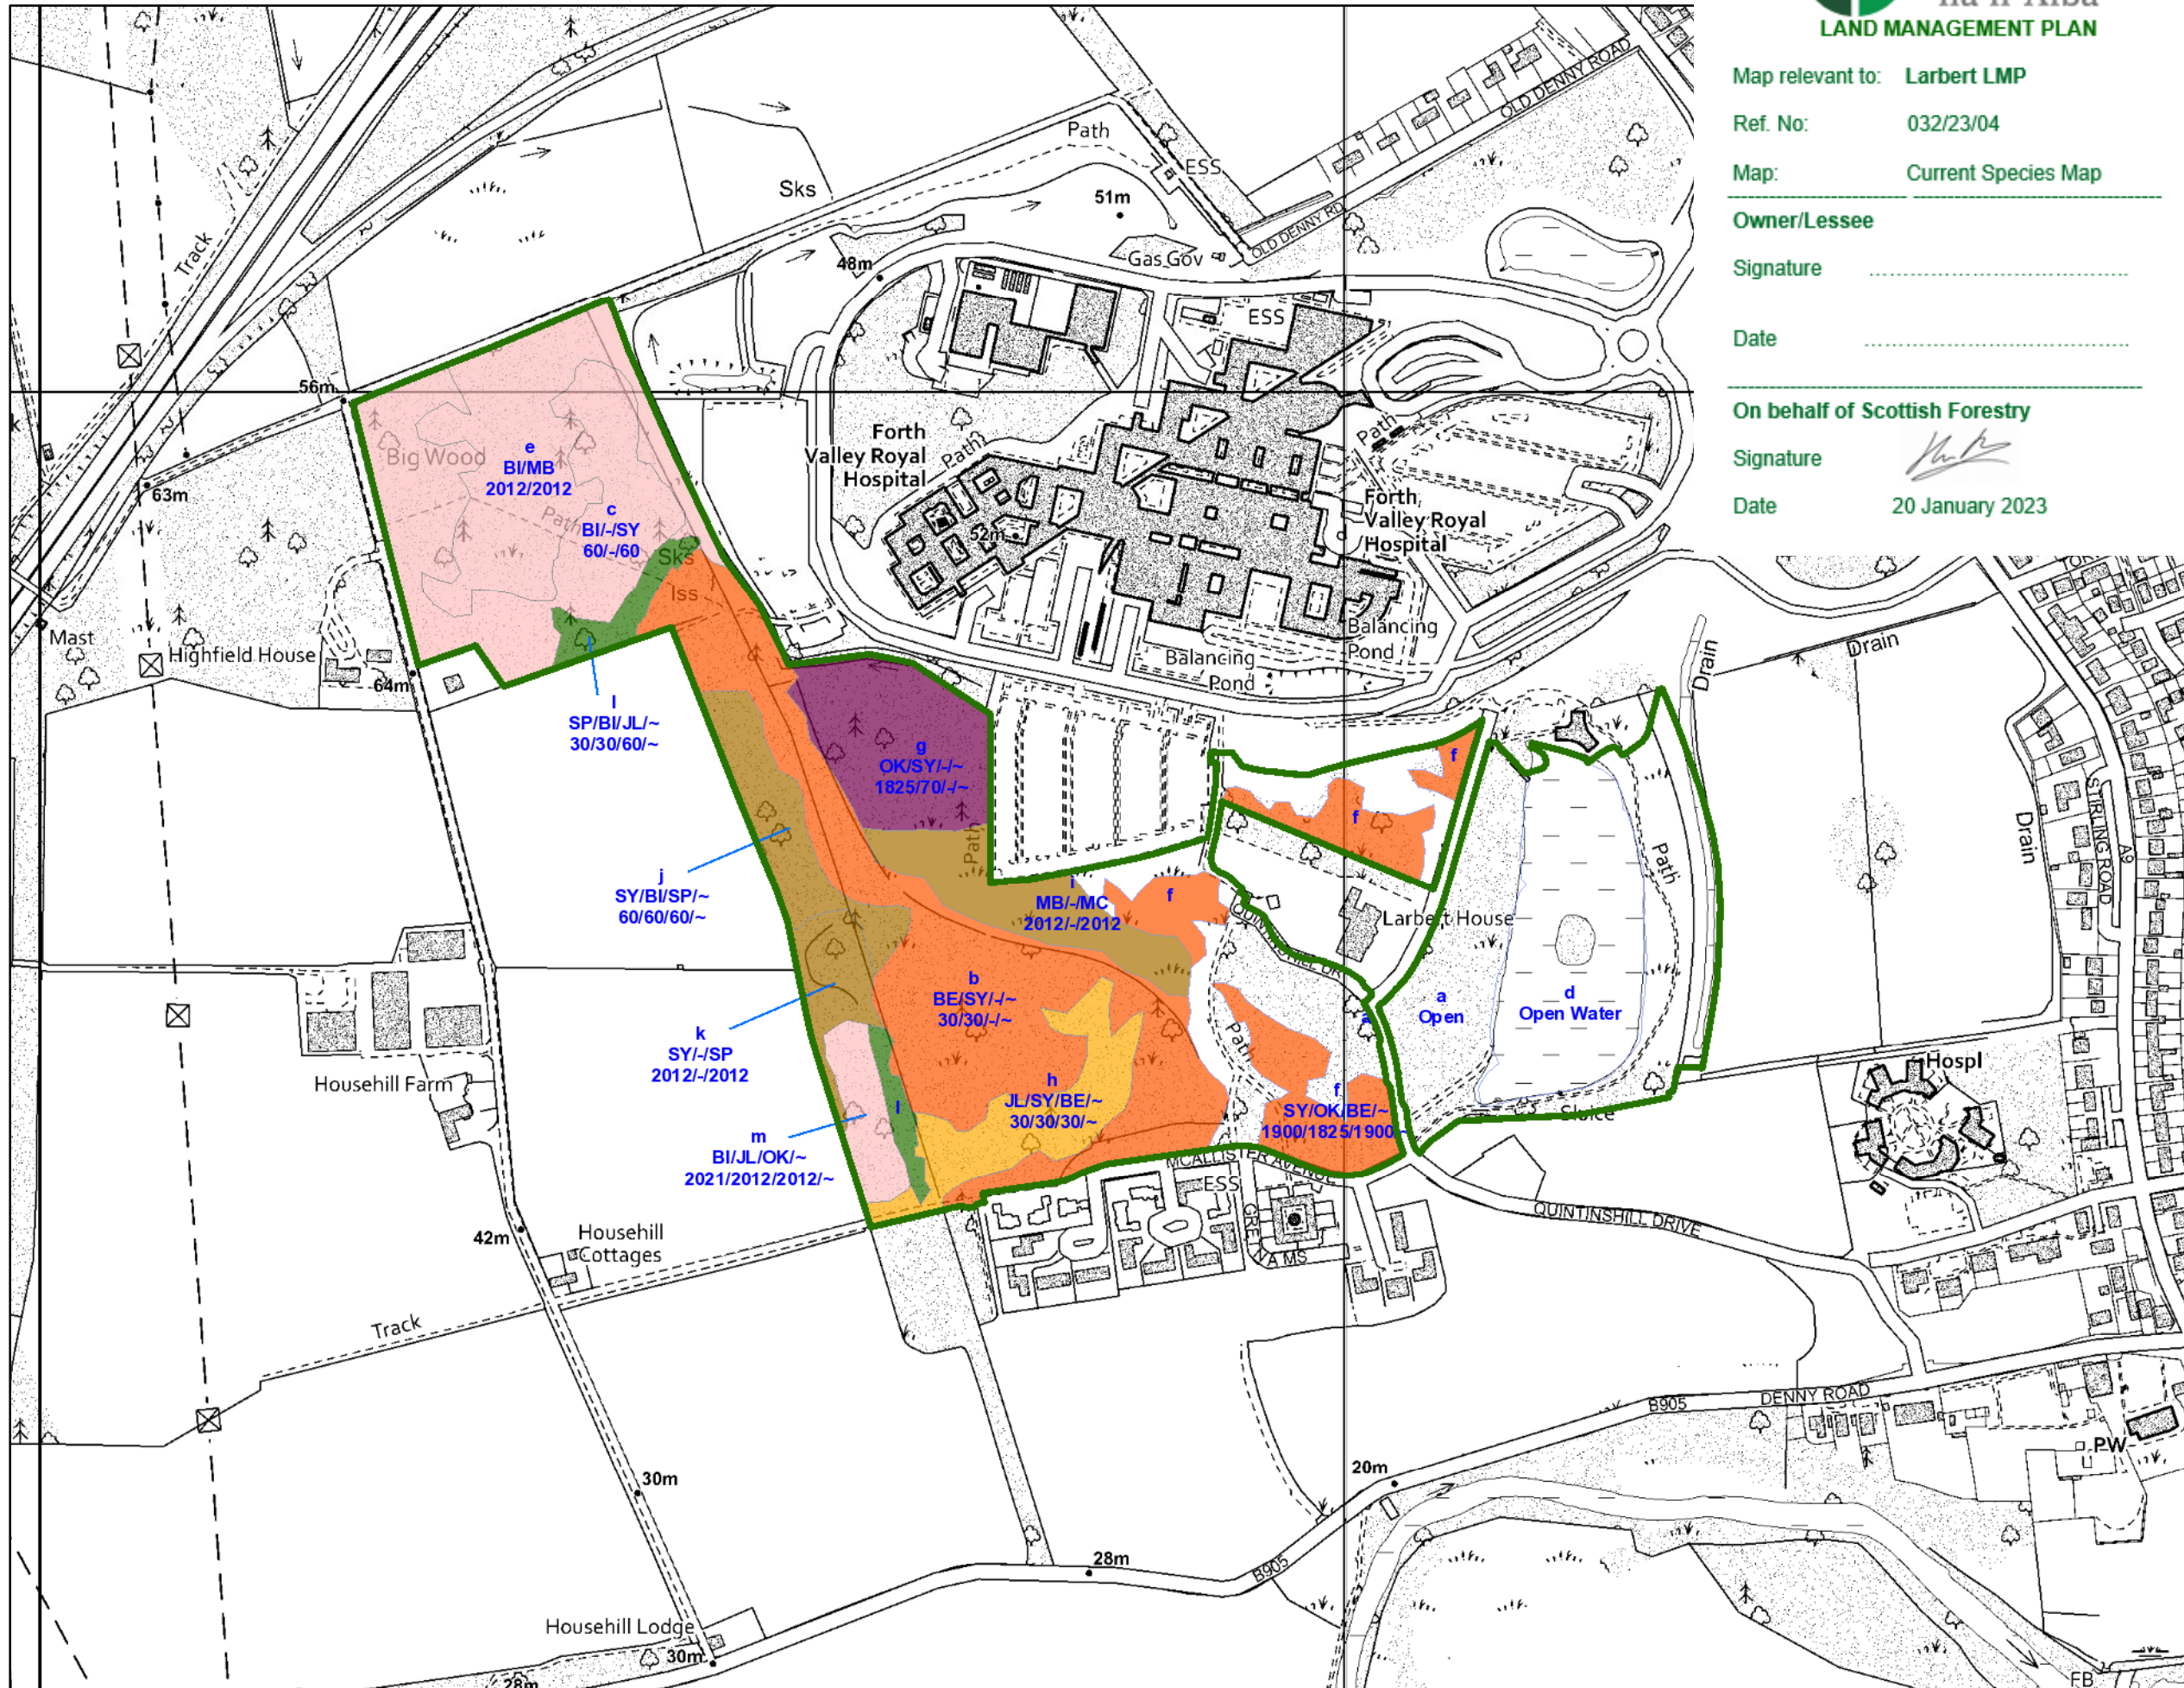 LAND MANAGEMENT PLAN
Map relevant to: Larbert LMP
Ref. No: 032/23/04
Map: Current Species Map
Owner/Lessee
Signature
Date
On behalf of Scottish Forestry
Signature
Date 20 January 2023
OLD DENNY ROAD
OLD DENNY ROAD
Path
ESS
Sks
51m
Track
OLD DENNY RD
Gas Gov
48m
ESS
56m
Forth
Valley Royal
Hospital
Path
Path
Big Wood
e
BI/MB
2012/2012
63m
c
BI/-/SY
60/-/60
Path
Forth
Valley Royal
Hospital
52m
Sks
Iss
Mast
Highfield House
64m
Balancing
Pond
Balancing
Pond
Drain
Drain
l
SP/BI/JL/~
30/30/60/~
g
OK/SY/-/~
1825/70/-/~
f
f
Path
Path
Drain
STIRLING ROAD
A9
j
SY/BI/SP/~
60/60/60/~
i
MB/-/MC
2012/-/2012
f
Larbert House
b
BE/SY/-/~
30/30/-/~
a
a
Open
d
Open Water
Path
k
SY/-/SP
2012/-/2012
Househill Farm
Hospl
h
JL/SY/BE/~
30/30/30/~
l
f
SY/OK/BE/~
1900/1825/1900/~
Sluice
m
BI/JL/OK/~
2021/2012/2012/~
MCALLISTER AVENUE
ESS
QUINTINSHILL DRIVE
42m
Househill
Cottages
Track
B905
DENNY ROAD
PW
30m
20m
28m
B905
Househill Lodge
30m
28m
FB